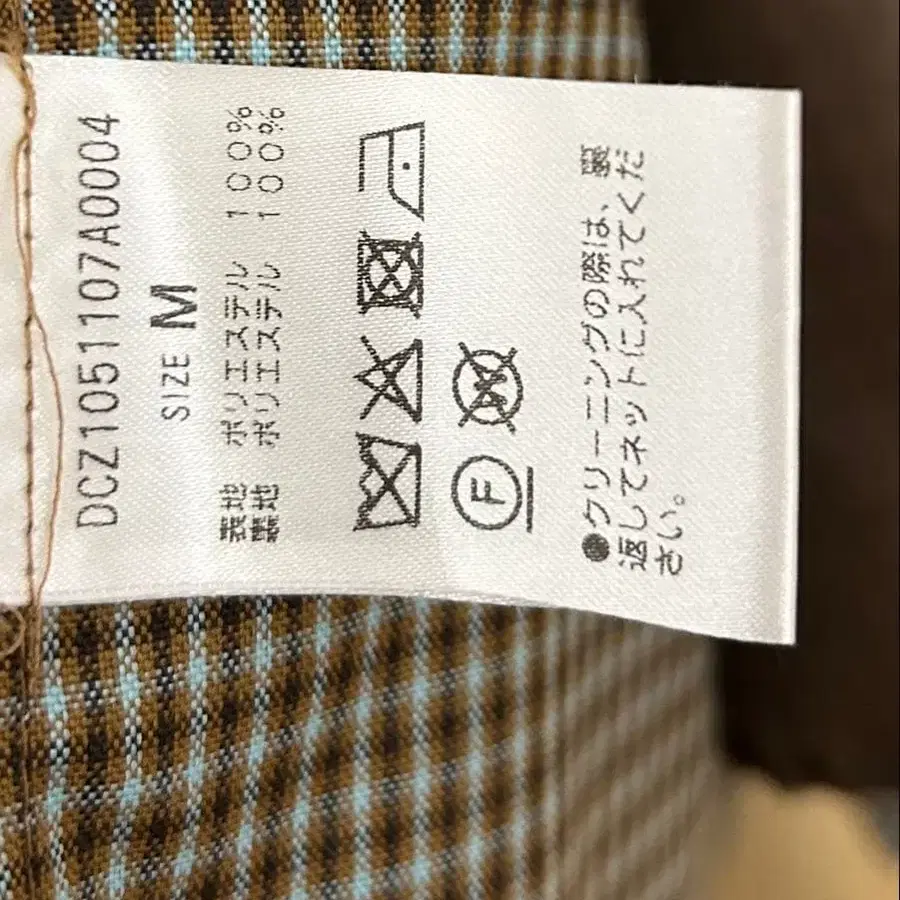 DCZ1051107A0004
SIZE M
表地 ポリエステル 100%
裏地 ポリエステル 100%
F
W
●クリーニングの際は、裏
返してネットに入れてくだ
さい。